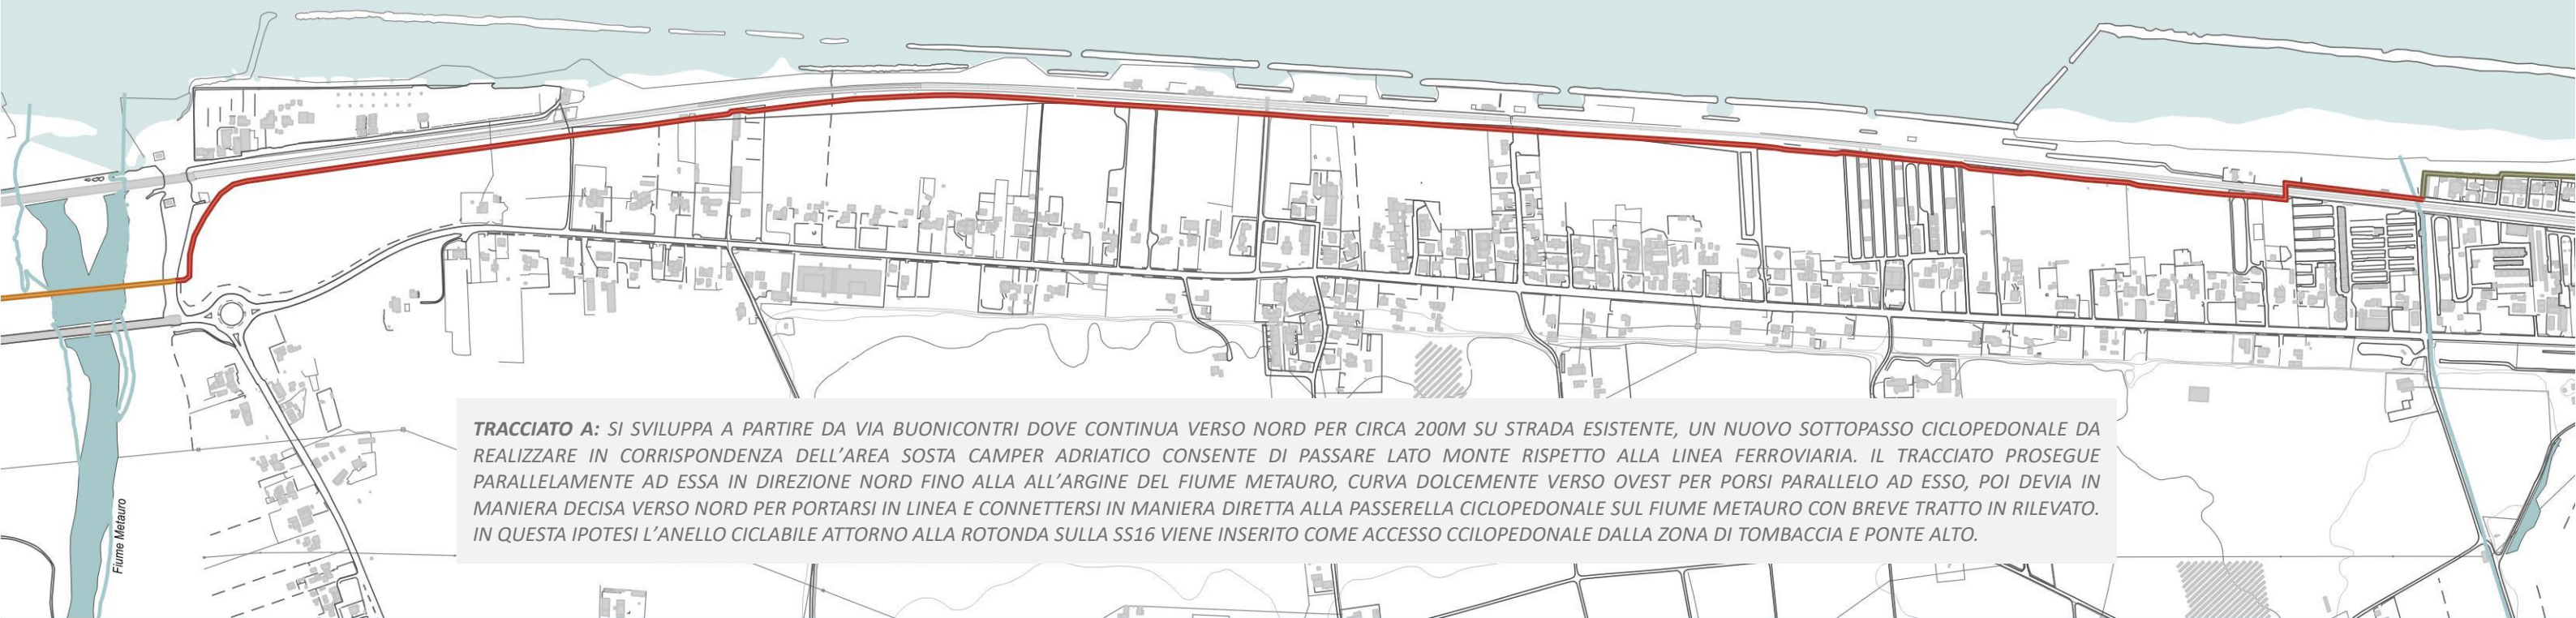 TRACCIATO A: SI SVILUPPA A PARTIRE DA VIA BUONICONTRI DOVE CONTINUA VERSO NORD PER CIRCA 200M SU STRADA ESISTENTE, UN NUOVO SOTTOPASSO CICLOPEDONALE DA
REALIZZARE IN CORRISPONDENZA DELL'AREA SOSTA CAMPER ADRIATICO CONSENTE DI PASSARE LATO MONTE RISPETTO ALLA LINEA FERROVIARIA. IL TRACCIATO PROSEGUE
PARALLELAMENTE AD ESSA IN DIREZIONE NORD FINO ALLA ALL'ARGINE DEL FIUME METAURO, CURVA DOLCEMENTE VERSO OVEST PER PORSI PARALLELO AD ESSO, POI DEVIA IN
MANIERA DECISA VERSO NORD PER PORTARSI IN LINEA E CONNETTERSI IN MANIERA DIRETTA ALLA PASSERELLA CICLOPEDONALE SUL FIUME METAURO CON BREVE TRATTO IN RILEVATO.
IN QUESTA IPOTESI L'ANELLO CICLABILE ATTORNO ALLA ROTONDA SULLA SS16 VIENE INSERITO COME ACCESSO CCILOPEDONALE DALLA ZONA DI TOMBACCIA E PONTE ALTO.
Fiume Metauro